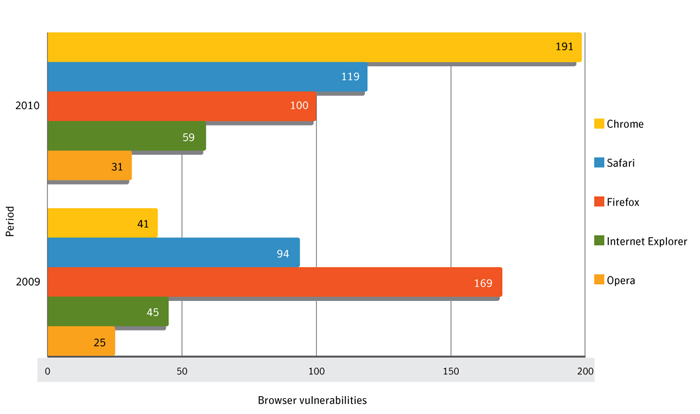 191
119
2010
100
59
31
Chrome
Safari
Firefox
Internet Explorer
Opera
Period
41
94
2009
169
45
25
0 50 100 150 200
Browser vulnerabilities